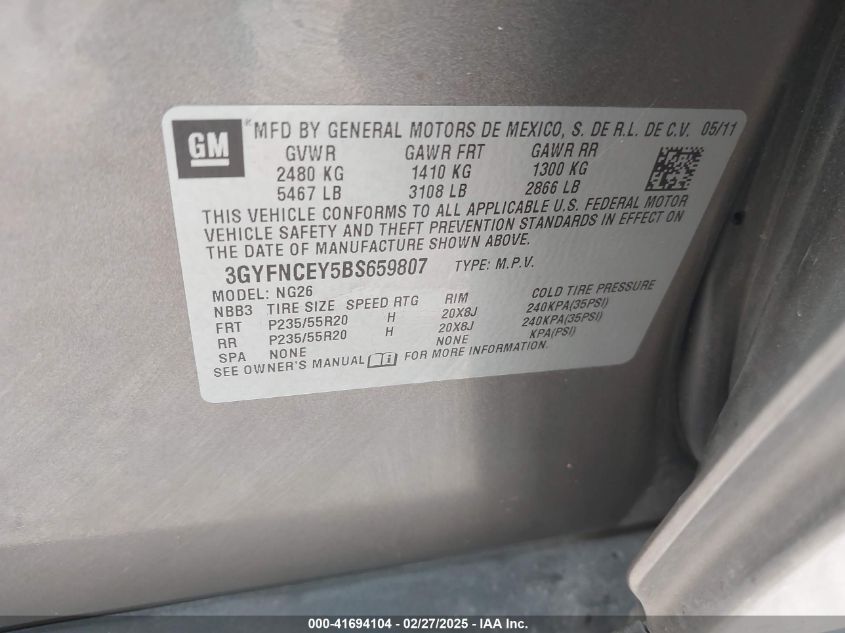 GM
*MFD BY GENERAL MOTORS DE MEXICO, S. DE R.L. DE C.V. 05/11
GVWR GAWR FRT GAWR RR
2480 KG 1410 KG 1300 KG
5467 LB 3108 LB 2866 LB
THIS VEHICLE CONFORMS TO ALL APPLICABLE U.S. FEDERAL MOTOR
VEHICLE SAFETY AND THEFT PREVENTION STANDARDS IN EFFECT ON
THE DATE OF MANUFACTURE SHOWN ABOVE.
3GYFNCEY5BS659807 TYPE: M.P.V.
MODEL: NG26
NBB3 TIRE SIZE SPEED RTG RIM COLD TIRE PRESSURE
FRT P235/55R20 H 20X8J 240KPA(35PSI)
RR P235/55R20 H 20X8J 240KPA(35PSI)
SPA NONE NONE KPA(PSI)
SEE OWNER'S MANUAL FOR MORE INFORMATION.
000-41694104 - 02/27/2025 - IAA Inc.